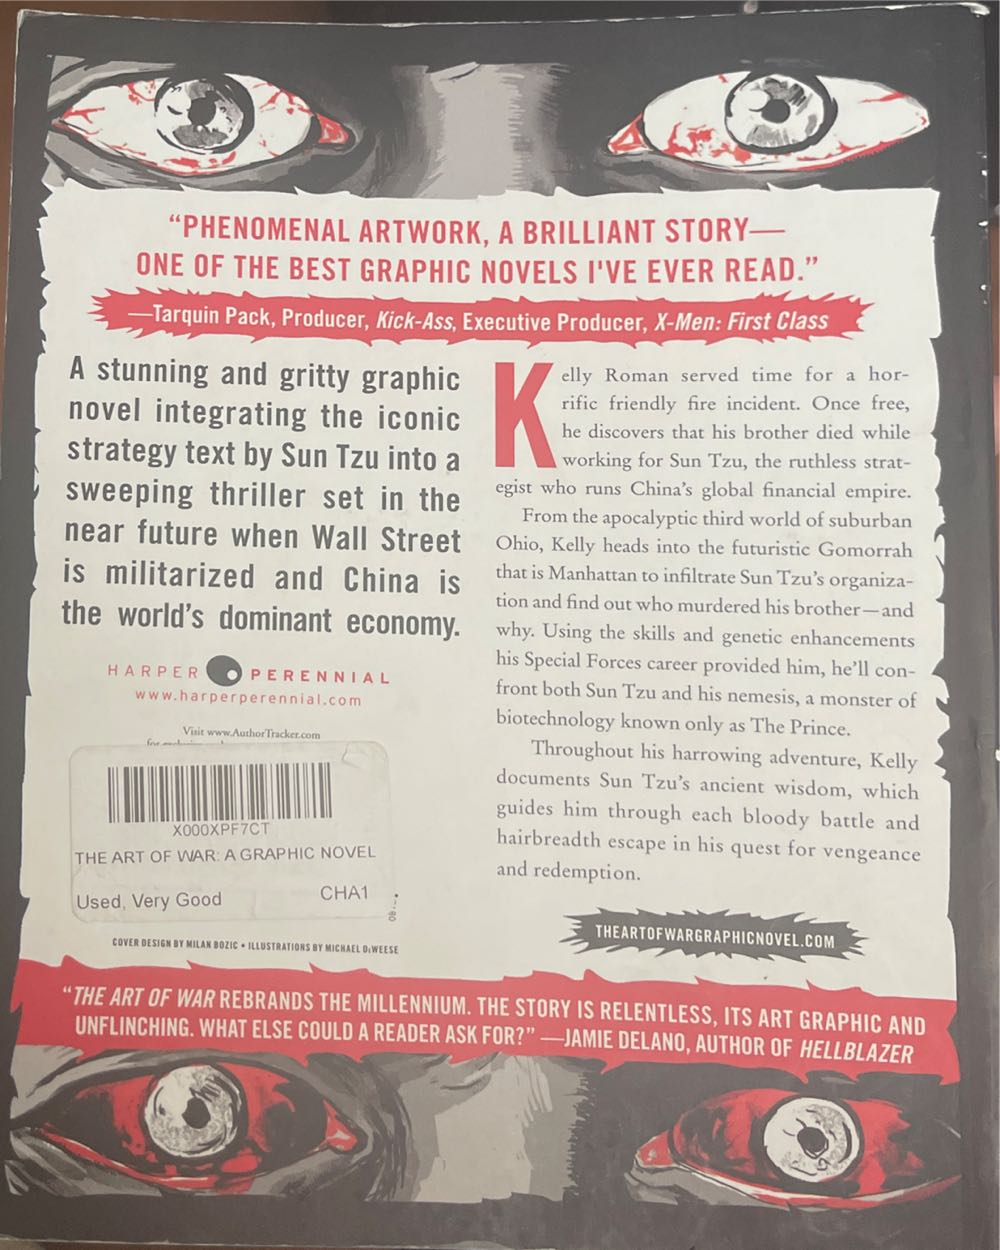 “PHENOMENAL ARTWORK, A BRILLIANT STORY—
ONE OF THE BEST GRAPHIC NOVELS I'VE EVER READ.”
—Tarquin Pack, Producer, Kick-Ass, Executive Producer, X-Men: First Class
A stunning and gritty graphic
novel integrating the iconic
strategy text by Sun Tzu into a
sweeping thriller set in the
near future when Wall Street
is militarized and China is
the world's dominant economy.
HARPER PERENNIAL
www.harperperennial.com
Visit www.AuthorTracker.com
X000XPF7CT
THE ART OF WAR: A GRAPHIC NOVEL
Used, Very Good CHA1
COVER DESIGN BY MILAN BOZIC • ILLUSTRATIONS BY MICHAEL DeWEESE
Kelly Roman served time for a hor-
rific friendly fire incident. Once free,
he discovers that his brother died while
working for Sun Tzu, the ruthless strat-
egist who runs China's global financial empire.
From the apocalyptic third world of suburban
Ohio, Kelly heads into the futuristic Gomorrah
that is Manhattan to infiltrate Sun Tzu's organiza-
tion and find out who murdered his brother—and
why. Using the skills and genetic enhancements
his Special Forces career provided him, he'll con-
front both Sun Tzu and his nemesis, a monster of
biotechnology known only as The Prince.
Throughout his harrowing adventure, Kelly
documents Sun Tzu's ancient wisdom, which
guides him through each bloody battle and
hairbreadth escape in his quest for vengeance
and redemption.
THEARTOFWARGRAPHICNOVEL.COM
“THE ART OF WAR REBRANDS THE MILLENNIUM. THE STORY IS RELENTLESS, ITS ART GRAPHIC AND
UNFLINCHING. WHAT ELSE COULD A READER ASK FOR?” —JAMIE DELANO, AUTHOR OF HELLBLAZER